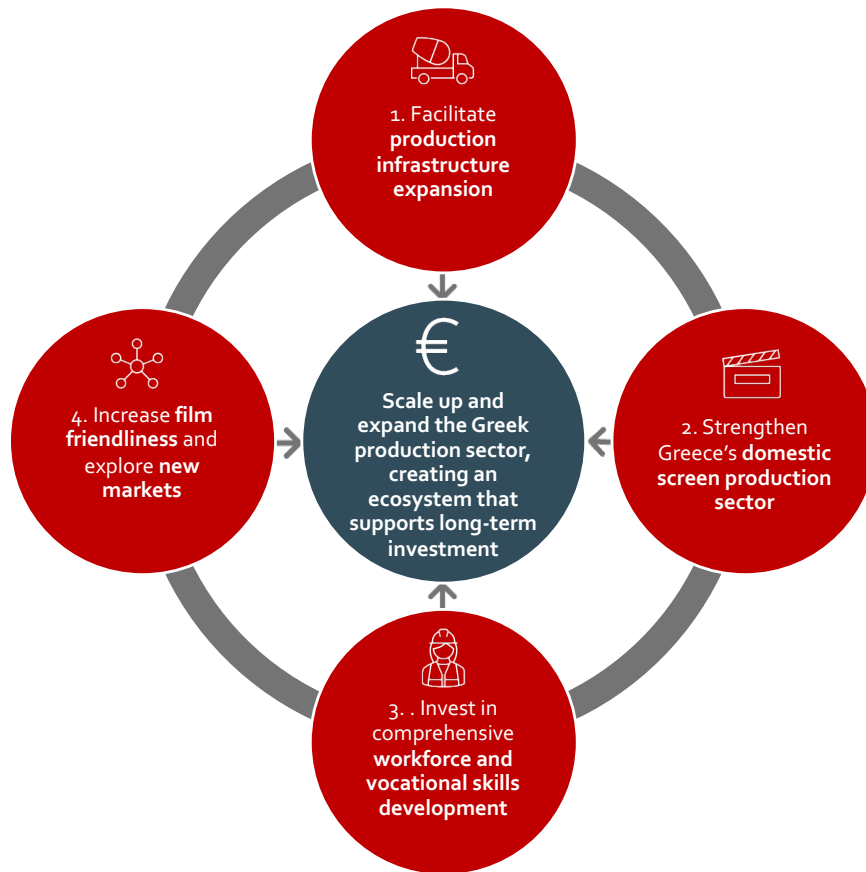 1. Facilitate
production
infrastructure
expansion
€
Scale up and
expand the Greek
production sector,
creating an
ecosystem that
supports long-term
investment
2. Strengthen
Greece's domestic
screen production
sector
3. . Invest in
comprehensive
workforce and
vocational skills
development
4. Increase film
friendliness and
explore new
markets